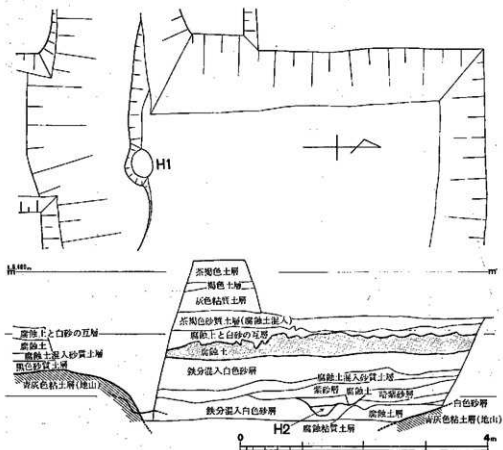 H1
m
m
茶褐色土層
褐色土層
灰色粘質土層
茶褐色砂質土層(腐蝕土混入)
腐蝕土と白砂の互層
腐蝕土
鉄分混入白色砂層
腐蝕土と白砂の互層
腐蝕土
腐蝕土混入砂質土層
黒色砂質土層
青灰色粘土層(地山)
腐蝕土混入砂質土層
紫砂層
腐蝕土
暗紫砂層
白色砂層
鉄分混入白色砂層
腐蝕土層
青灰色粘土層(地山)
H2
腐蝕粘質土層
0
2
4m